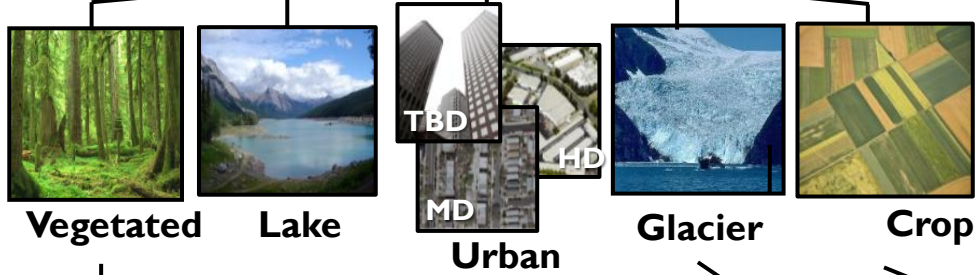 TBD
HD
MD
Vegetated
Lake
Urban
Glacier
Crop